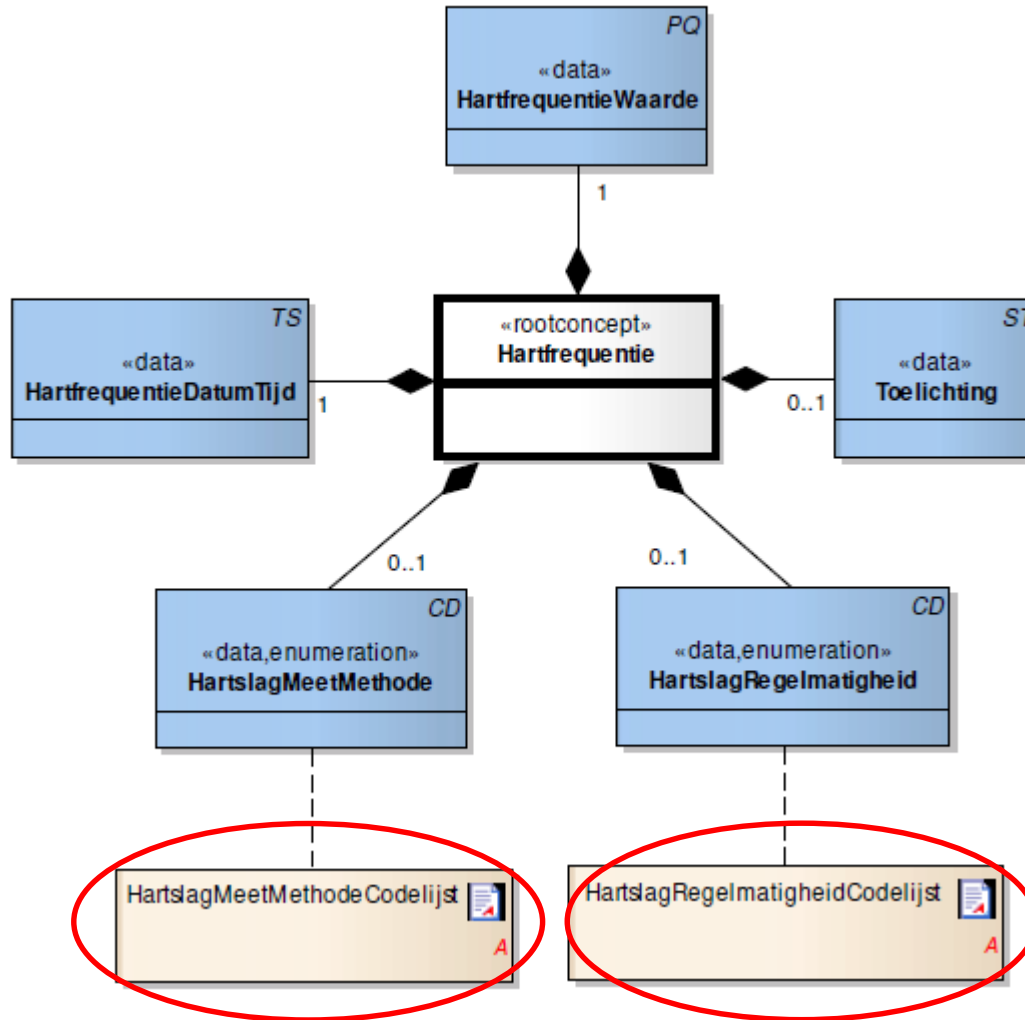 PQ
«data»
HartfrequentieWaarde
1
TS
«data»
HartfrequentieDatumTijd
1
«rootconcept»
Hartfrequentie
ST
«data»
Toelichting
0..1
0..1
0..1
CD
«data,enumeration»
HartslagMeetMethode
CD
«data,enumeration»
HartslagRegelmatigheid
HartslagMeetMethodeCodelijst
A
HartslagRegelmatigheidCodelijst
A